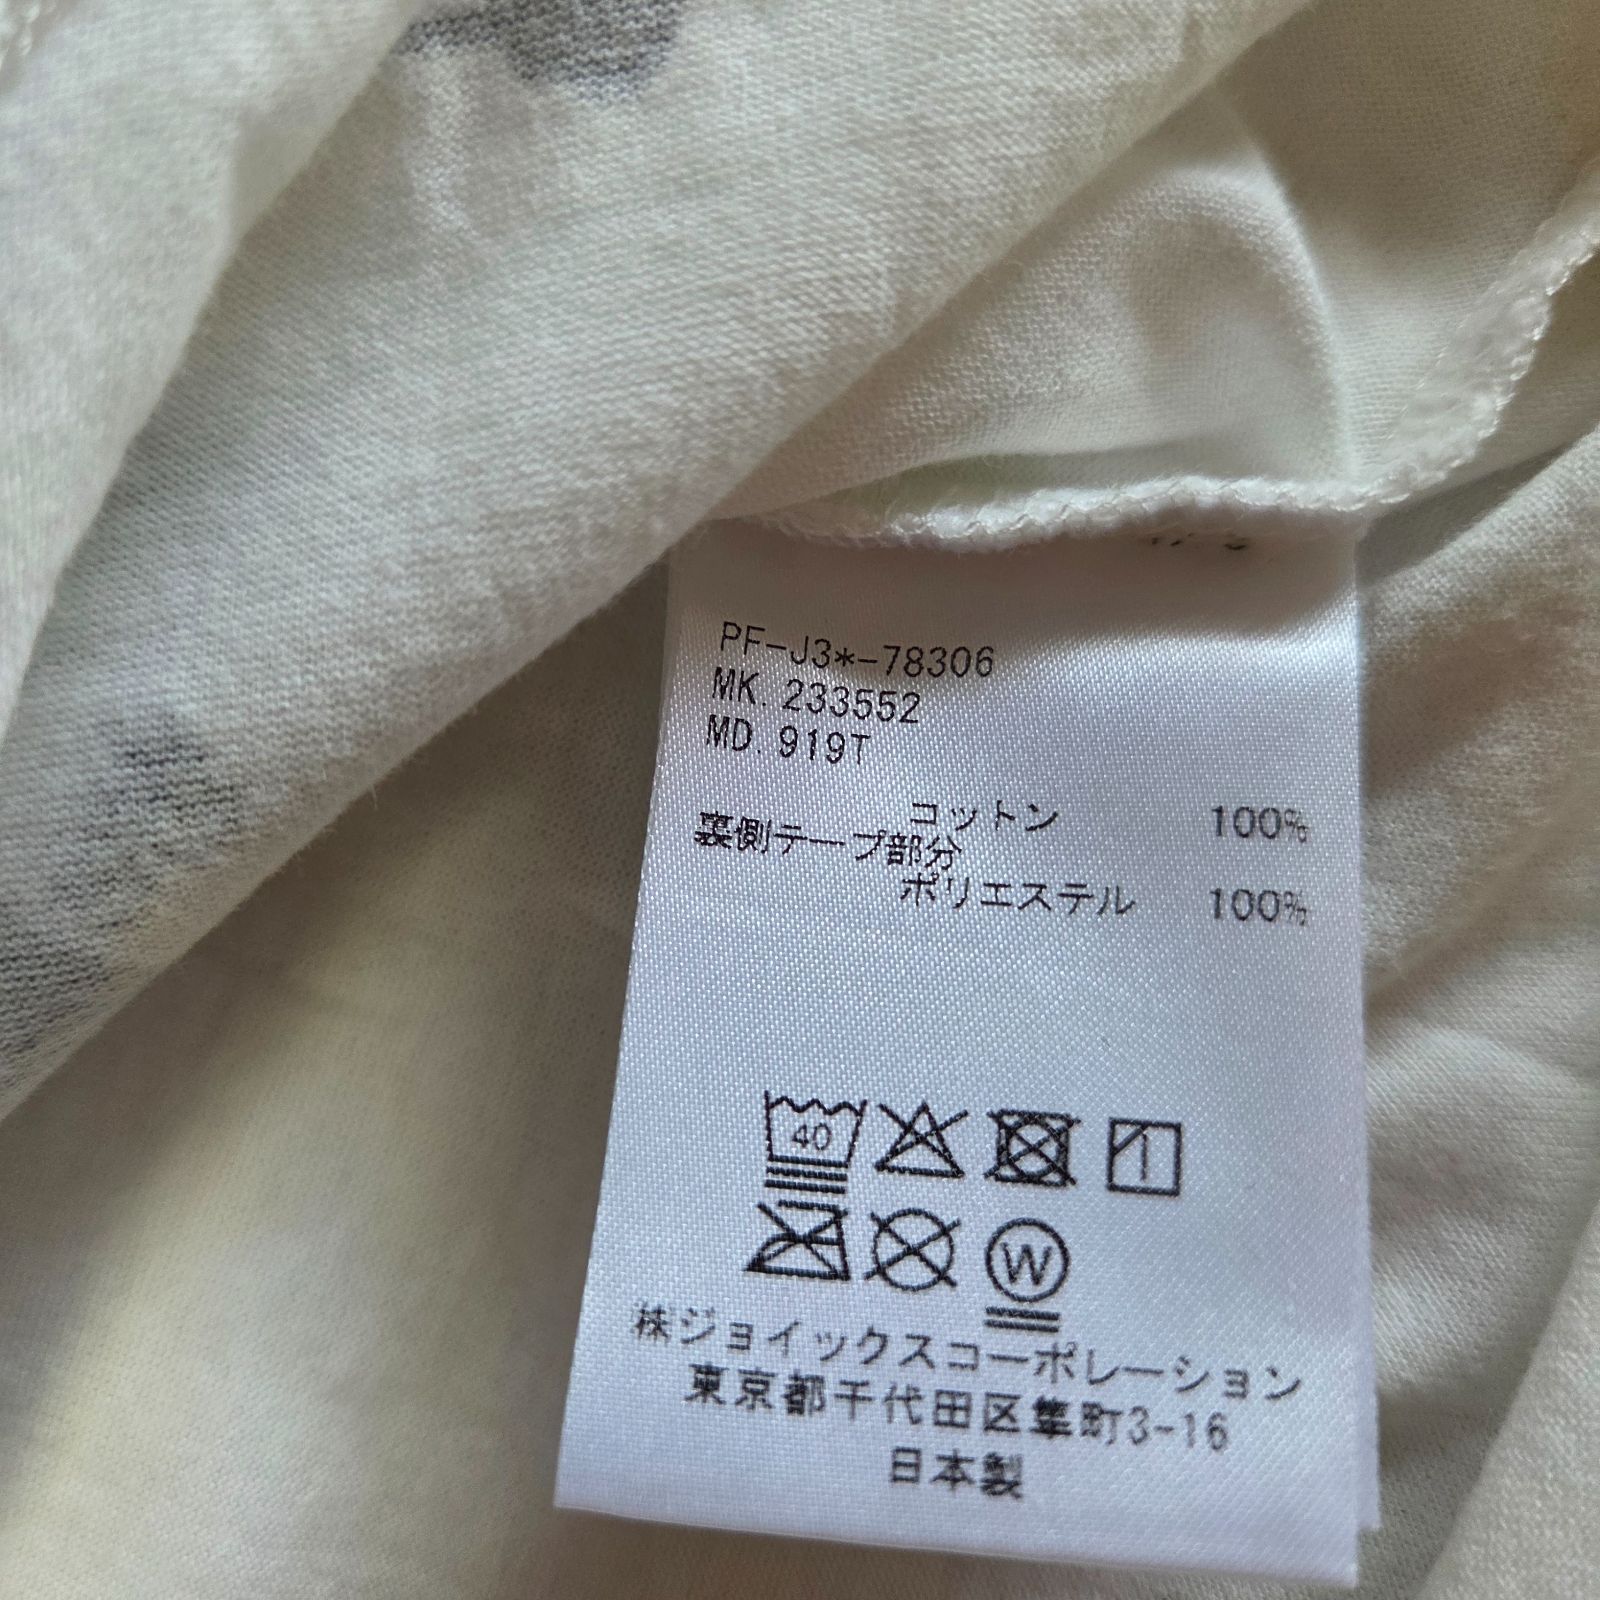 PF-J3*-78306
MK. 233552
MD. 919T
コットン 100%
裏側テープ部分
ポリエステル 100%
40
W
株ジョイックスコーポレーション
東京都千代田区隼町3-16
日本製